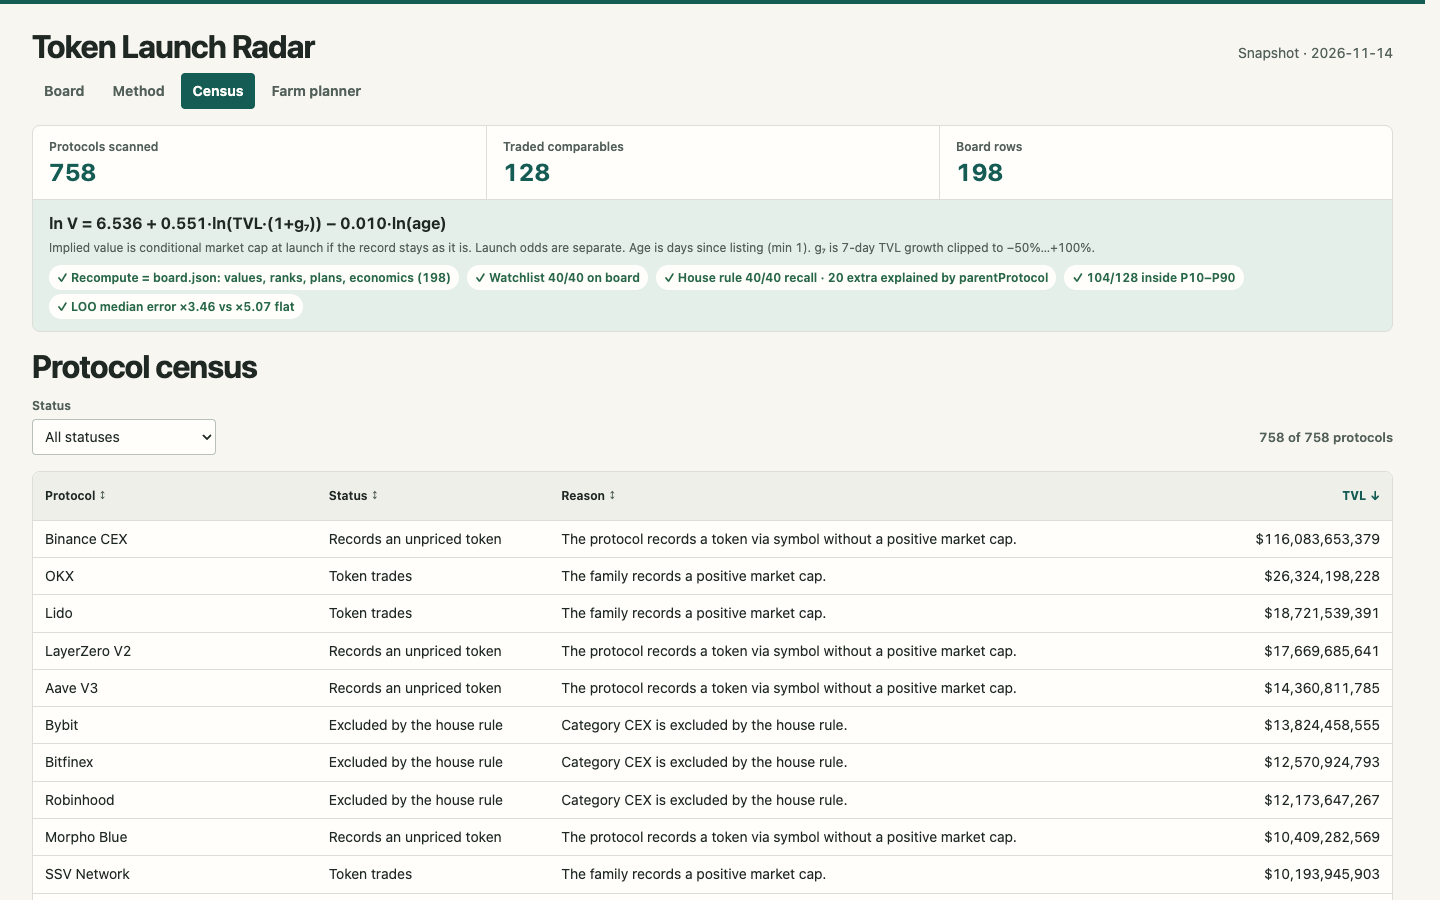 Token Launch Radar
Snapshot · 2026-11-14
Board Method Census Farm planner
Protocols scanned
758
Traded comparables
128
Board rows
198
ln V = 6.536 + 0.551·ln(TVL·(1+g₇)) − 0.010·ln(age)
Implied value is conditional market cap at launch if the record stays as it is. Launch odds are separate. Age is days since listing (min 1). g₇ is 7-day TVL growth clipped to −50%…+100%.
✓ Recompute = board.json: values, ranks, plans, economics (198)
✓ Watchlist 40/40 on board
✓ House rule 40/40 recall · 20 extra explained by parentProtocol
✓ 104/128 inside P10–P90
✓ LOO median error ×3.46 vs ×5.07 flat
Protocol census
Status
All statuses
758 of 758 protocols
Protocol ↕ Status ↕ Reason ↕ TVL ↓
Binance CEX Records an unpriced token The protocol records a token via symbol without a positive market cap. $116,083,653,379
OKX Token trades The family records a positive market cap. $26,324,198,228
Lido Token trades The family records a positive market cap. $18,721,539,391
LayerZero V2 Records an unpriced token The protocol records a token via symbol without a positive market cap. $17,669,685,641
Aave V3 Records an unpriced token The protocol records a token via symbol without a positive market cap. $14,360,811,785
Bybit Excluded by the house rule Category CEX is excluded by the house rule. $13,824,458,555
Bitfinex Excluded by the house rule Category CEX is excluded by the house rule. $12,570,924,793
Robinhood Excluded by the house rule Category CEX is excluded by the house rule. $12,173,647,267
Morpho Blue Records an unpriced token The protocol records a token via symbol without a positive market cap. $10,409,282,569
SSV Network Token trades The family records a positive market cap. $10,193,945,903